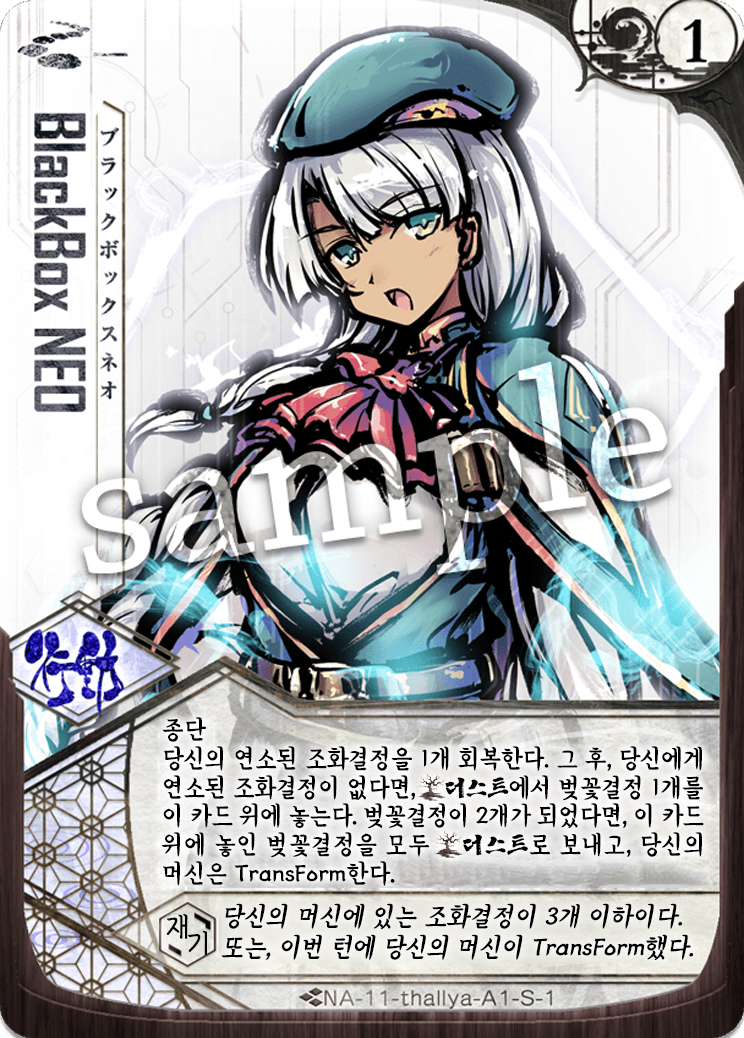 1
BlackBox NEO
ブラックボックスネオ
sample
行動
종단
당신의 연소된 조화결정을 1개 회복한다. 그 후, 당신에게
연소된 조화결정이 없다면, 더스트에서 벚꽃결정 1개를
이 카드 위에 놓는다. 벚꽃결정이 2개가 되었다면, 이 카드
위에 놓인 벚꽃결정을 모두 더스트로 보내고, 당신의
머신은 TransForm한다.
재기
당신의 머신에 있는 조화결정이 3개 이하이다.
또는, 이번 턴에 당신의 머신이 TransForm했다.
NA-11-thallya-A1-S-1